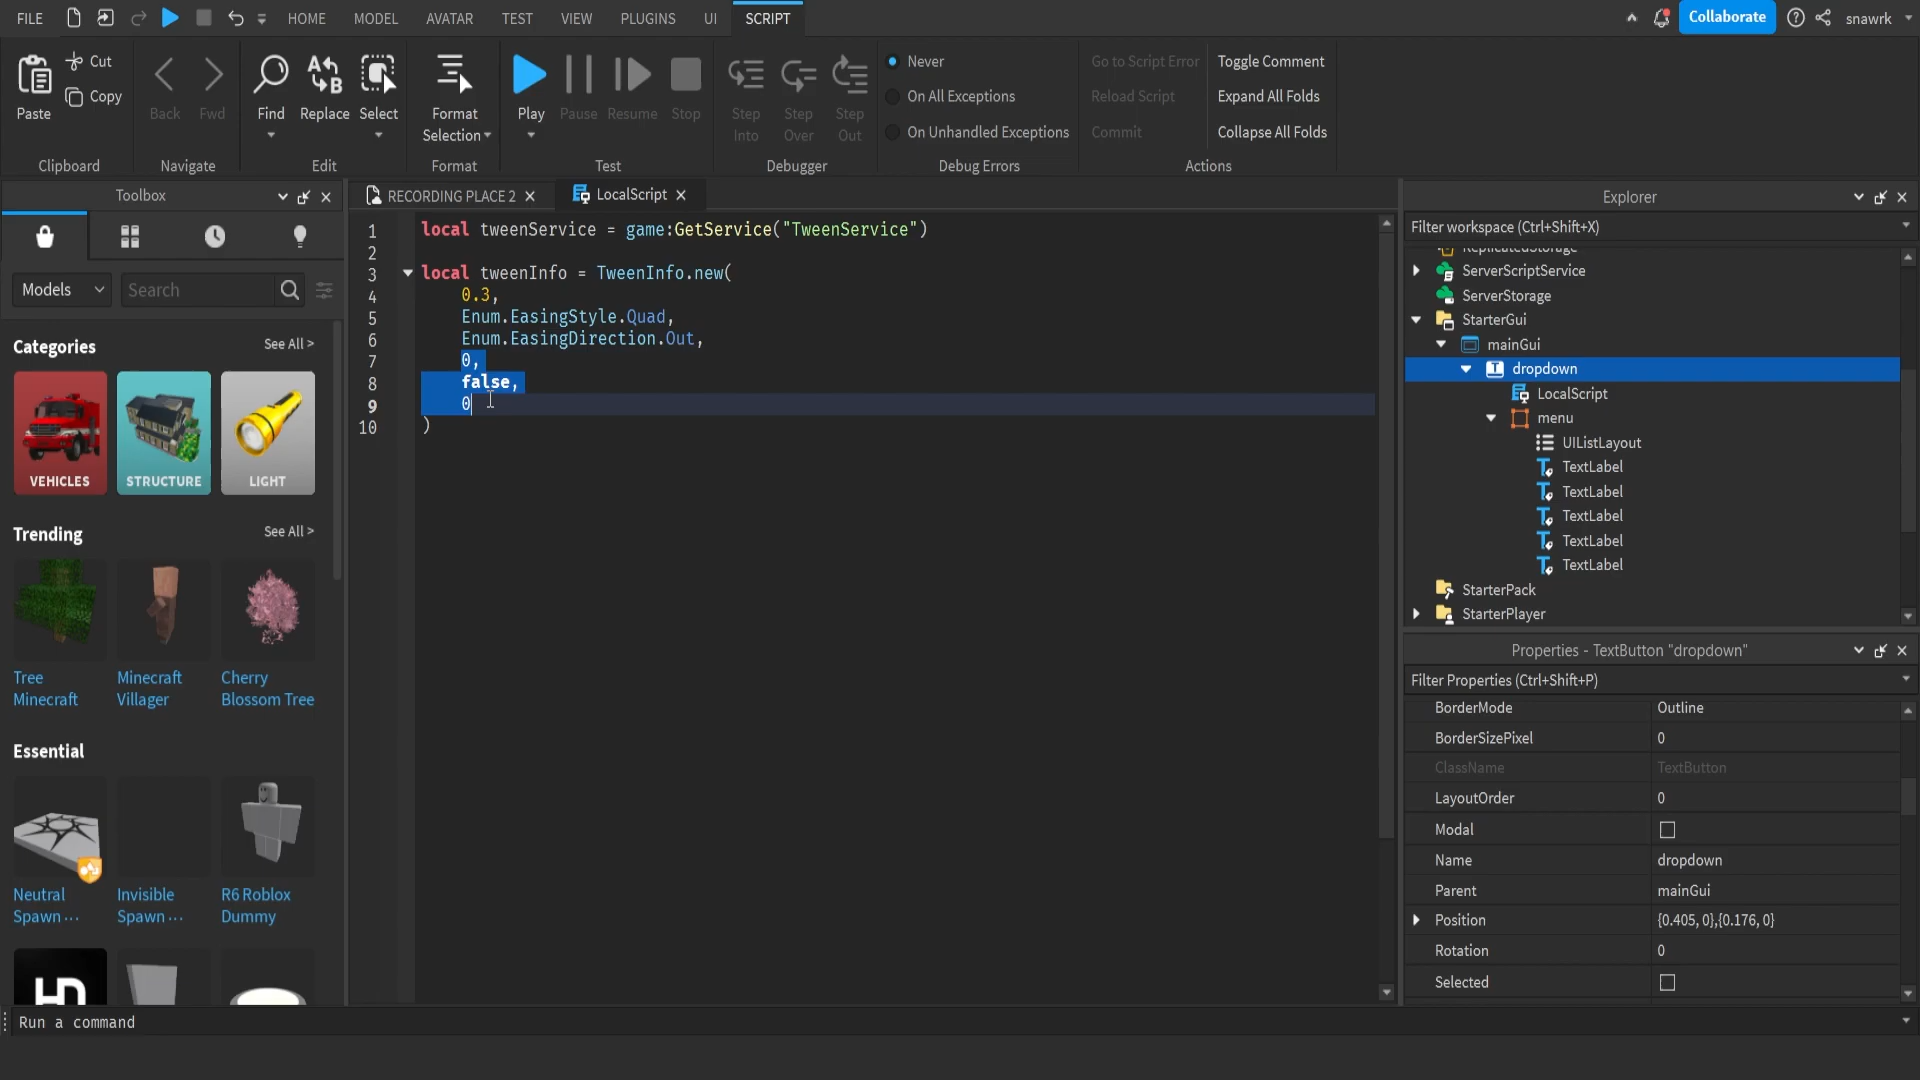 FILE HOME MODEL AVATAR TEST VIEW PLUGINS UI SCRIPT Collaborate snawrk
Paste Cut Copy
Clipboard
Back Fwd
Navigate
Find Replace Select
Edit
Format Selection
Format
Play Pause Resume Stop
Test
Step Into Step Over Step Out
Debugger
Never
On All Exceptions
On Unhandled Exceptions
Debug Errors
Go to Script Error Toggle Comment
Reload Script Expand All Folds
Commit Collapse All Folds
Actions
Toolbox
Models Search
Categories See All >
VEHICLES STRUCTURE LIGHT
Trending See All >
Tree Minecraft
Minecraft Villager
Cherry Blossom Tree
Essential
Neutral Spawn ...
Invisible Spawn ...
R6 Roblox Dummy
HD
RECORDING PLACE 2 LocalScript
1 local tweenService = game:GetService("TweenService")
2
3 local tweenInfo = TweenInfo.new(
4 0.3,
5 Enum.EasingStyle.Quad,
6 Enum.EasingDirection.Out,
7 0,
8 false,
9 0
10 )
Explorer
Filter workspace (Ctrl+Shift+X)
ReplicatedStorage
ServerScriptService
ServerStorage
StarterGui
mainGui
dropdown
LocalScript
menu
UIListLayout
TextLabel
TextLabel
TextLabel
TextLabel
TextLabel
StarterPack
StarterPlayer
Properties - TextButton "dropdown"
Filter Properties (Ctrl+Shift+P)
BorderMode Outline
BorderSizePixel 0
ClassName TextButton
LayoutOrder 0
Modal
Name dropdown
Parent mainGui
Position {0.405, 0},{0.176, 0}
Rotation 0
Selected
Run a command